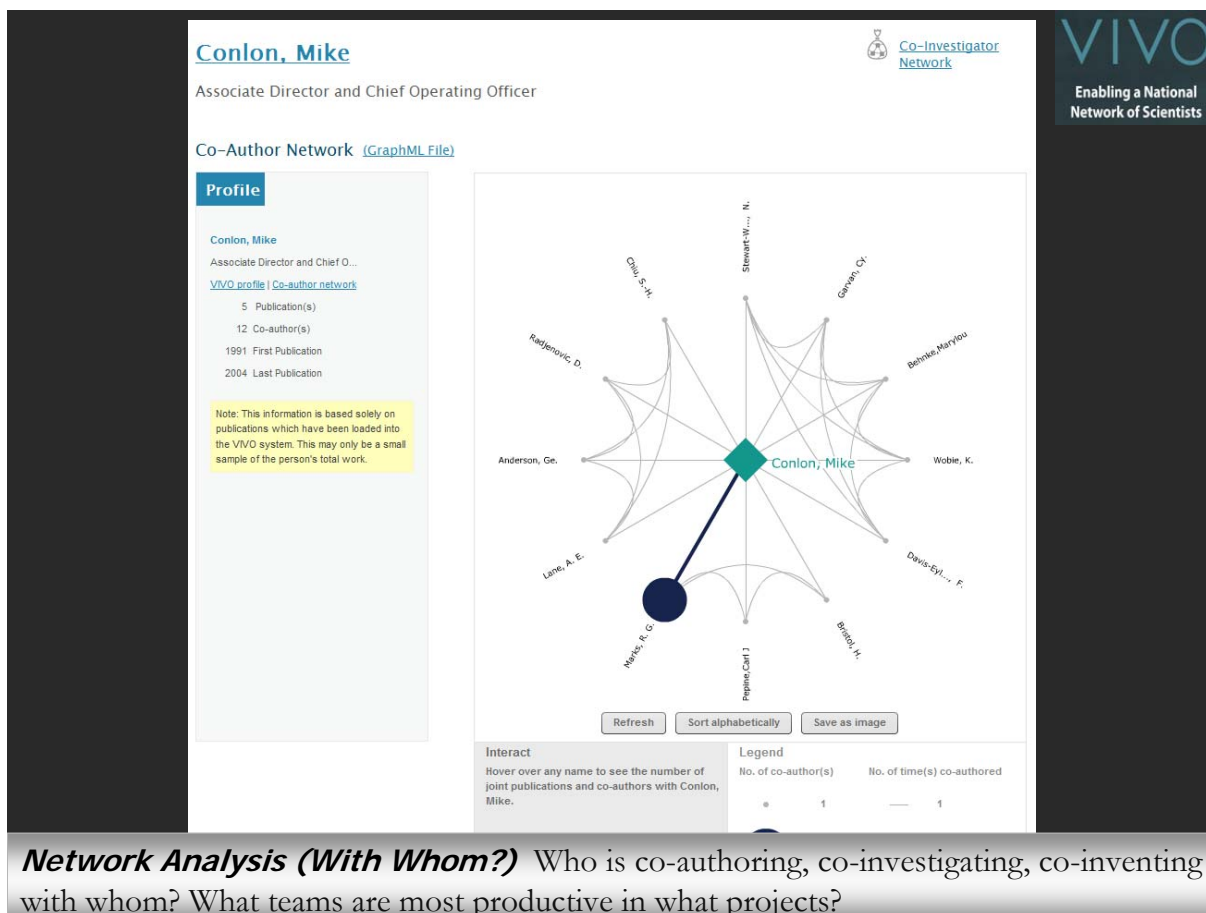 Conlon, Mike
Co-Investigator
Network
VIVO
Enabling a National
Network of Scientists
Associate Director and Chief Operating Officer
Co-Author Network (GraphML File)
Profile
Conlon, Mike
Associate Director and Chief O...
VIVO profile | Co-author network
5 Publication(s)
12 Co-author(s)
1991 First Publication
2004 Last Publication
Note: This information is based solely on
publications which have been loaded into
the VIVO system. This may only be a small
sample of the person's total work.
Stewart-W..., N.
Chiu, S.-H.
Garvan, Cy.
Radjenovic, D.
Behnke,Marylou
Anderson, Ge.
Conlon, Mike
Wobie, K.
Lane, A. E.
Davis-Eyl..., F.
Marks, R. G.
Bristol, H.
Pepine,Carl J
Refresh
Sort alphabetically
Save as image
Interact
Hover over any name to see the number of
joint publications and co-authors with Conlon,
Mike.
Legend
No. of co-author(s) No. of time(s) co-authored
1 1
Network Analysis (With Whom?) Who is co-authoring, co-investigating, co-inventing
with whom? What teams are most productive in what projects?